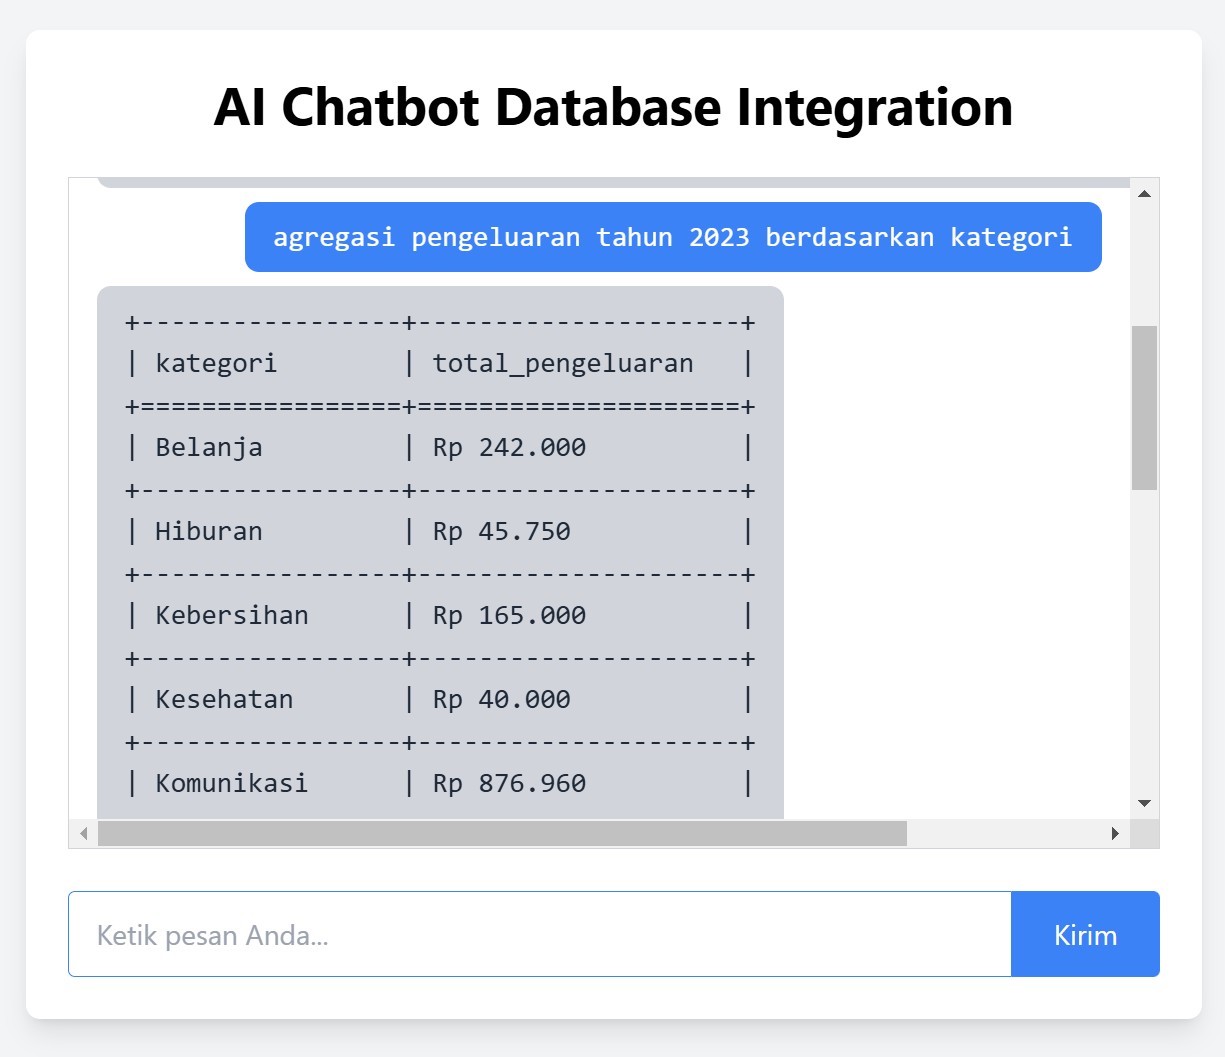 AI Chatbot Database Integration
agregasi pengeluaran tahun 2023 berdasarkan kategori
+-----------------+---------------------+
| kategori        | total_pengeluaran   |
+=================+=====================+
| Belanja         | Rp 242.000          |
+-----------------+---------------------+
| Hiburan         | Rp 45.750           |
+-----------------+---------------------+
| Kebersihan      | Rp 165.000          |
+-----------------+---------------------+
| Kesehatan       | Rp 40.000           |
+-----------------+---------------------+
| Komunikasi      | Rp 876.960          |
Ketik pesan Anda...
Kirim